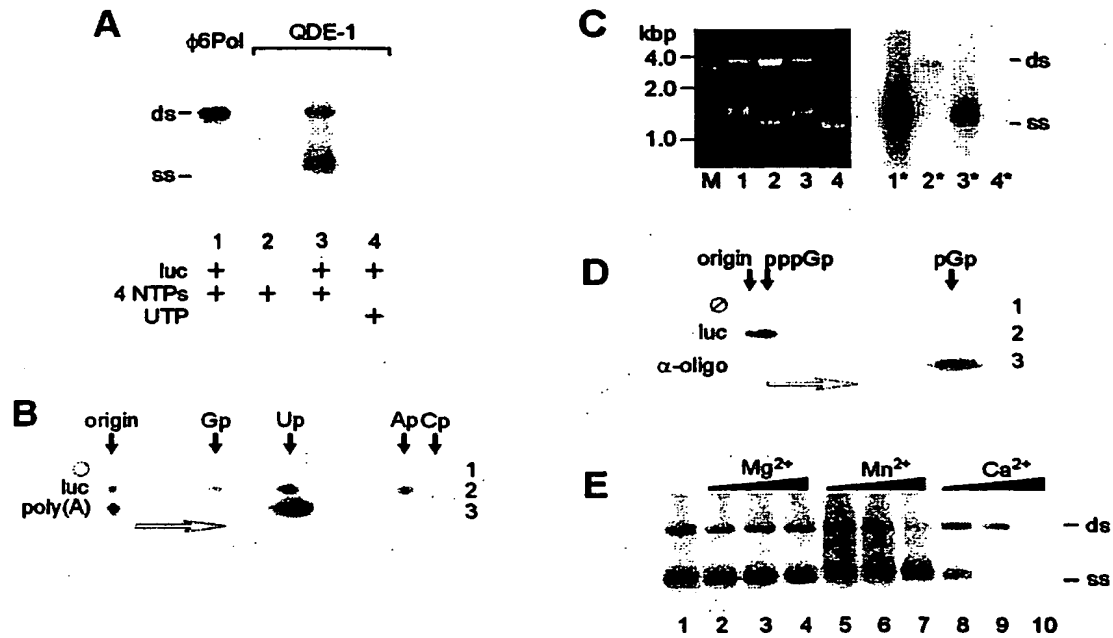 A
ϕ6Pol QDE-1
ds
ss
1 2 3 4
luc + + +
4 NTPs + + +
UTP +
B
origin Gp Up Ap Cp
∅ 1
luc 2
poly(A) 3
C
kbp
4.0
2.0
1.0
ds
ss
M 1 2 3 4 1* 2* 3* 4*
D
origin pppGp pGp
∅ 1
luc 2
α-oligo 3
E
Mg2+ Mn2+ Ca2+
ds
ss
1 2 3 4 5 6 7 8 9 10